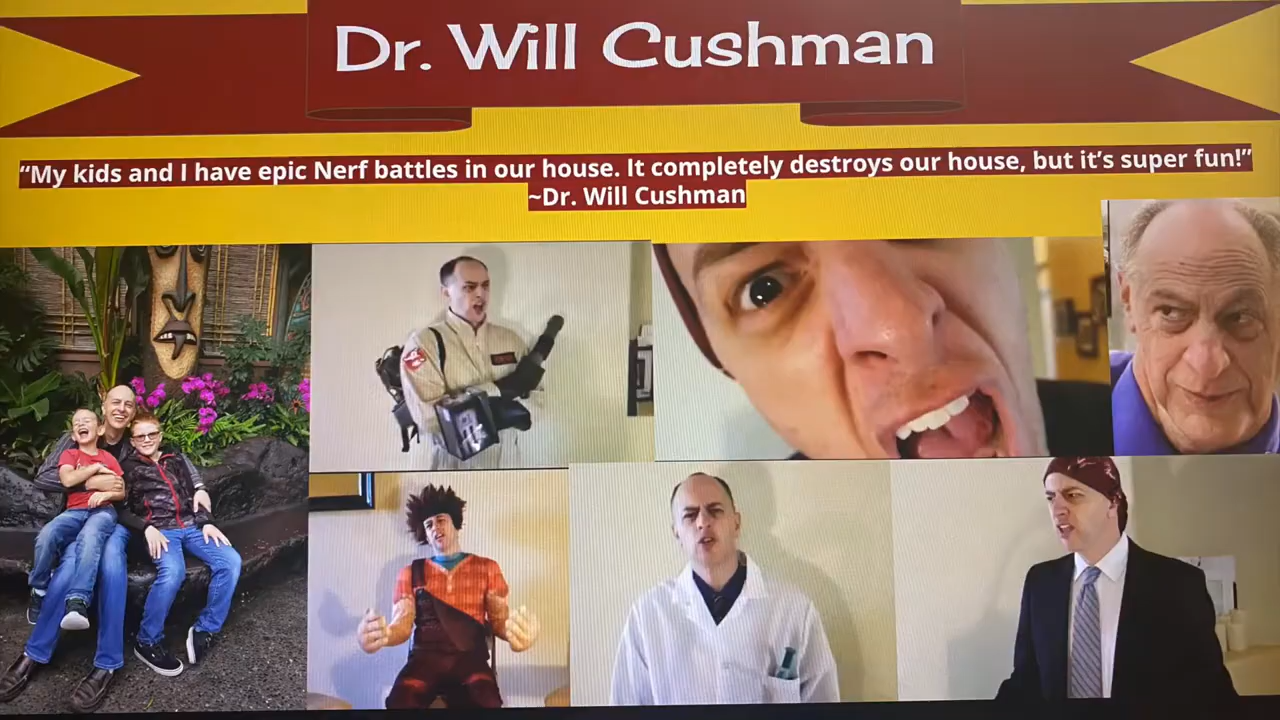 Dr. Will Cushman
“My kids and I have epic Nerf battles in our house. It completely destroys our house, but it’s super fun!”
~Dr. Will Cushman